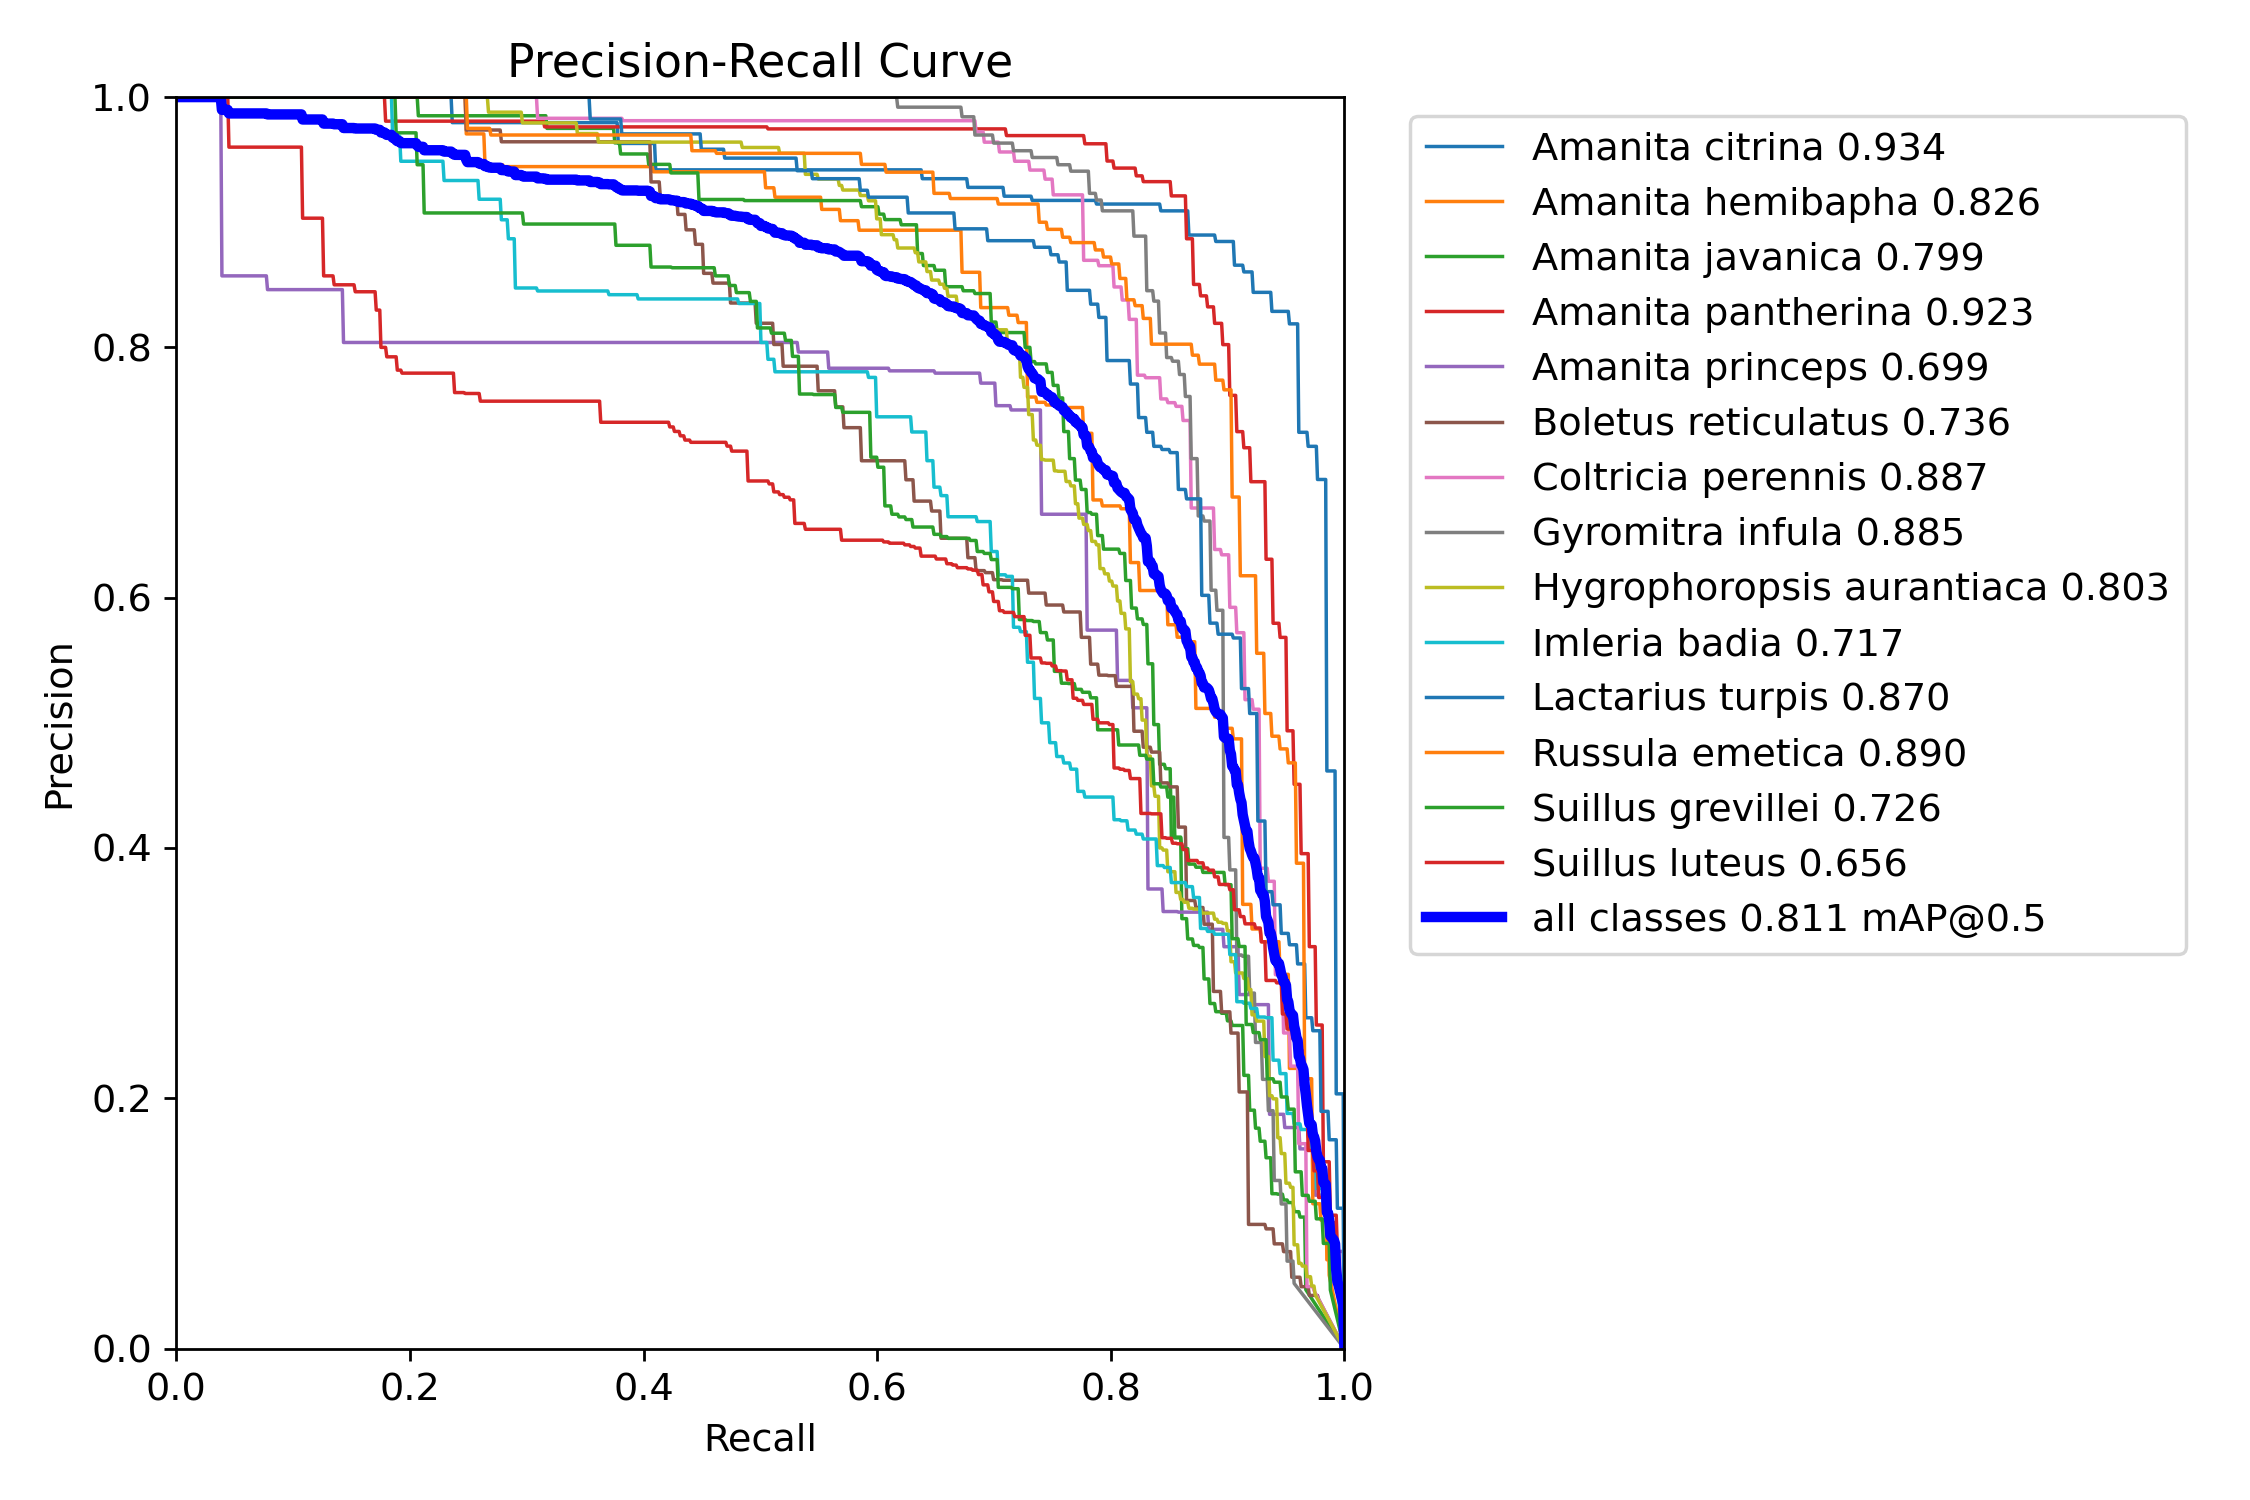 Precision-Recall Curve
1.0
0.8
0.6
0.4
0.2
0.0
Precision
0.0 0.2 0.4 0.6 0.8 1.0
Recall
Amanita citrina 0.934
Amanita hemibapha 0.826
Amanita javanica 0.799
Amanita pantherina 0.923
Amanita princeps 0.699
Boletus reticulatus 0.736
Coltricia perennis 0.887
Gyromitra infula 0.885
Hygrophoropsis aurantiaca 0.803
Imleria badia 0.717
Lactarius turpis 0.870
Russula emetica 0.890
Suillus grevillei 0.726
Suillus luteus 0.656
all classes 0.811 mAP@0.5